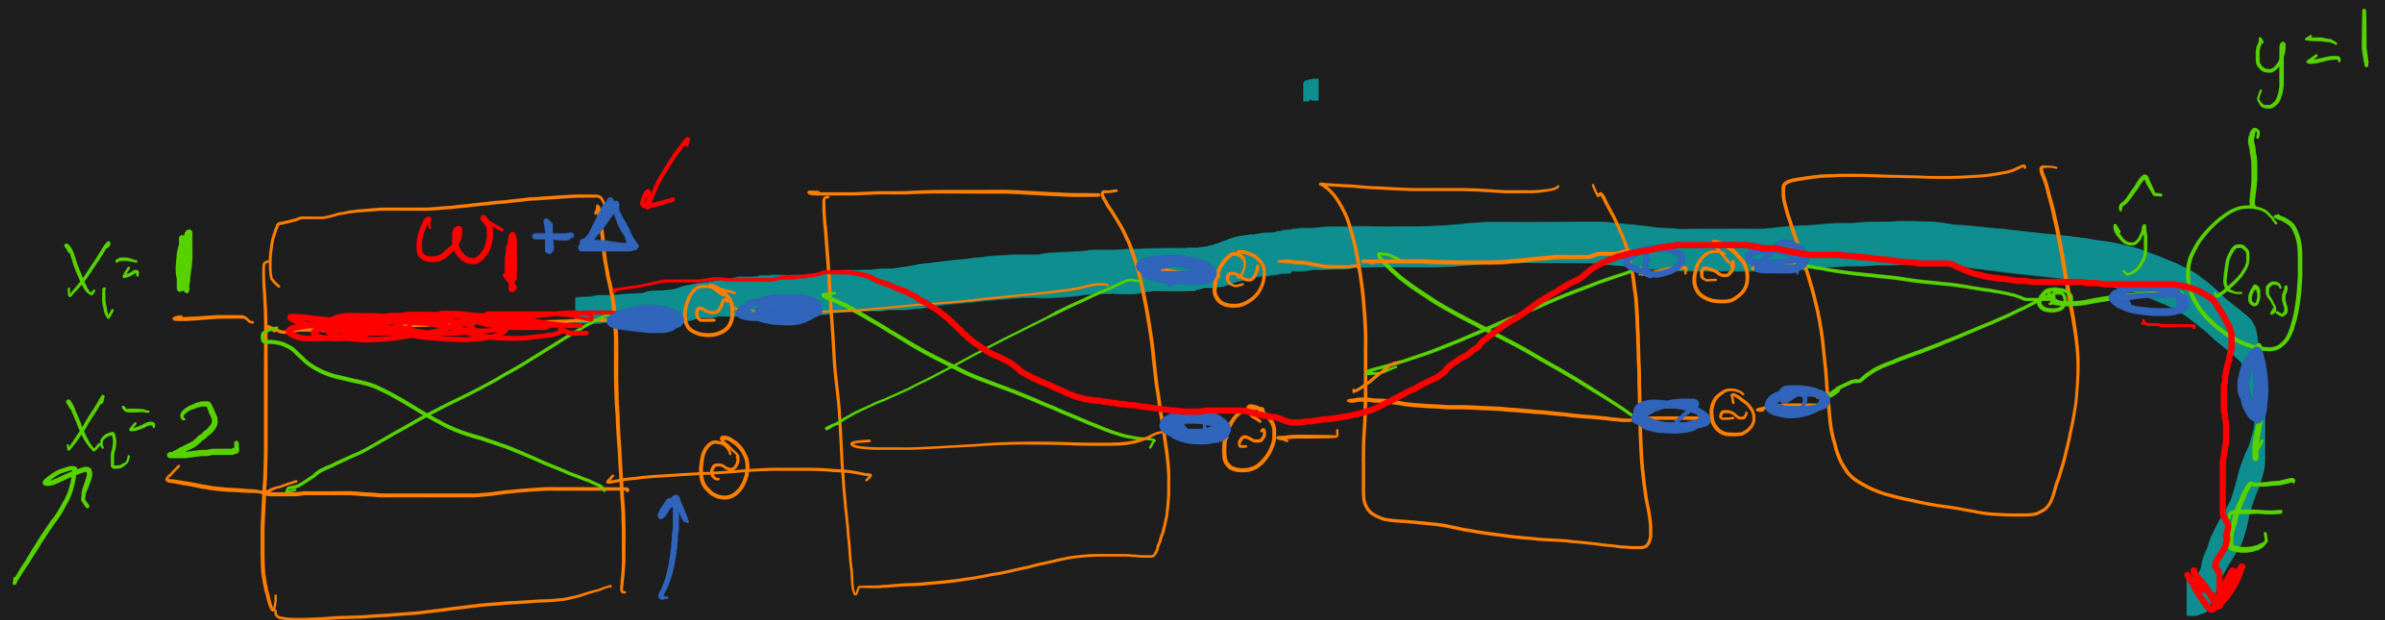 y = 1
ŷ
w₁ + Δ
x₁ = 1
loss
x₂ = 2
E